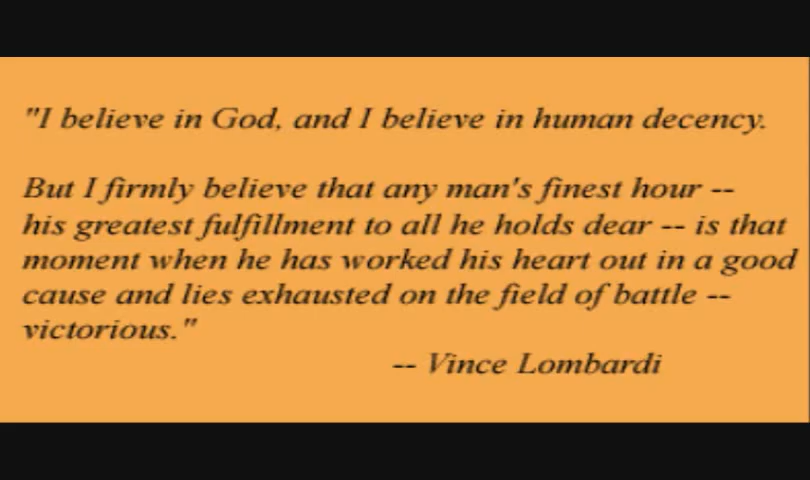 "I believe in God, and I believe in human decency.
But I firmly believe that any man's finest hour --
his greatest fulfillment to all he holds dear -- is that
moment when he has worked his heart out in a good
cause and lies exhausted on the field of battle --
victorious."
-- Vince Lombardi